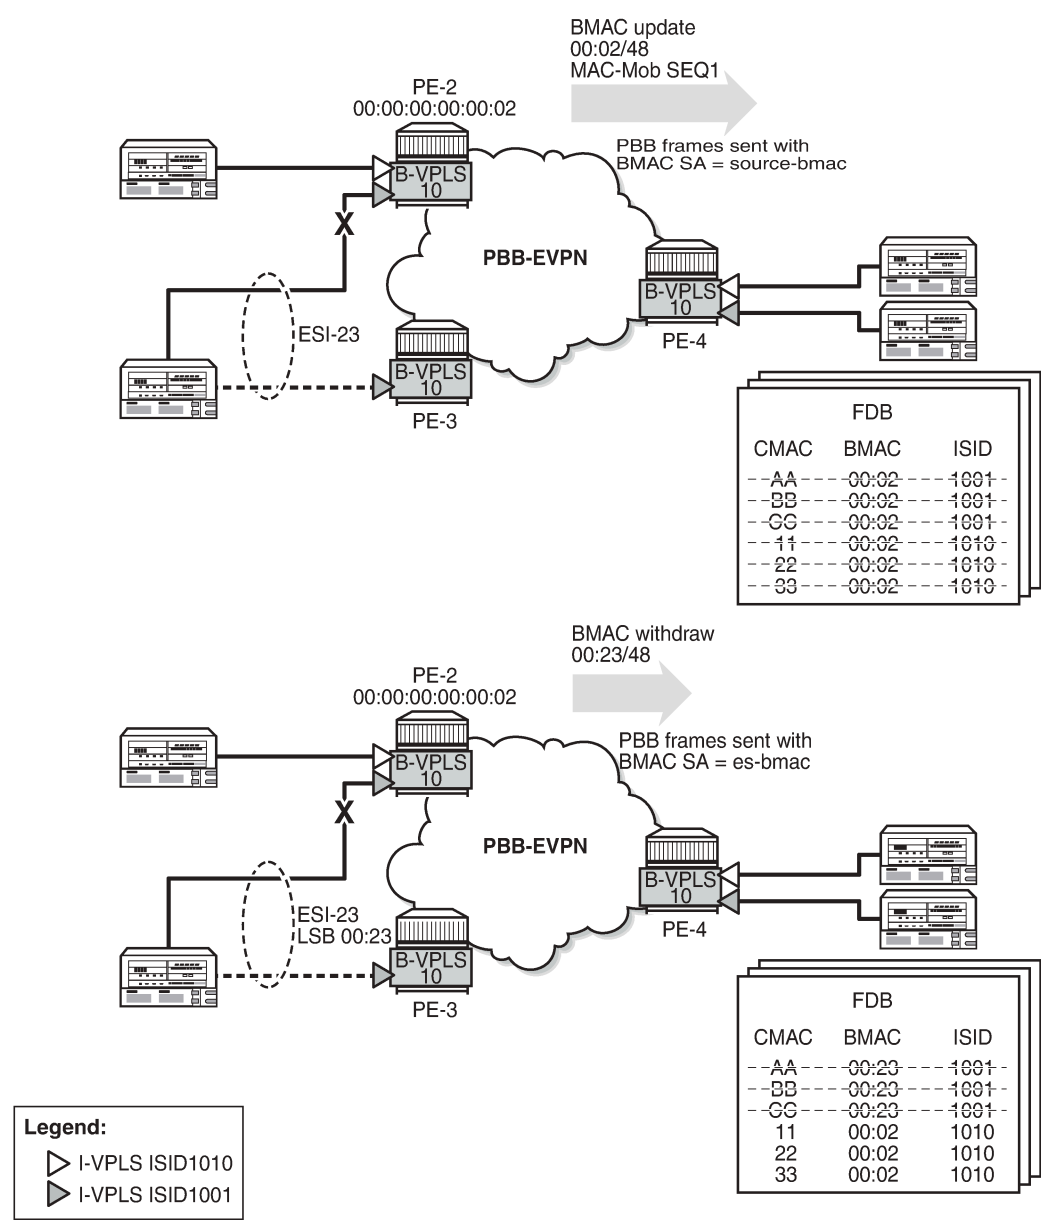 BMAC update
00:02/48
MAC-Mob SEQ1
PE-2
00:00:00:00:00:02
PBB frames sent with
BMAC SA = source-bmac
B-VPLS
10
X
PBB-EVPN
B-VPLS
10
PE-4
ESI-23
B-VPLS
10
PE-3
FDB
CMAC BMAC ISID
AA 00:02 1001
BB 00:02 1001
CC 00:02 1001
11 00:02 1010
22 00:02 1010
33 00:02 1010
BMAC withdraw
00:23/48
PE-2
00:00:00:00:00:02
PBB frames sent with
BMAC SA = es-bmac
B-VPLS
10
X
PBB-EVPN
B-VPLS
10
PE-4
ESI-23
LSB 00:23
B-VPLS
10
PE-3
FDB
CMAC BMAC ISID
AA 00:23 1001
BB 00:23 1001
CC 00:23 1001
11 00:02 1010
22 00:02 1010
33 00:02 1010
Legend:
I-VPLS ISID1010
I-VPLS ISID1001